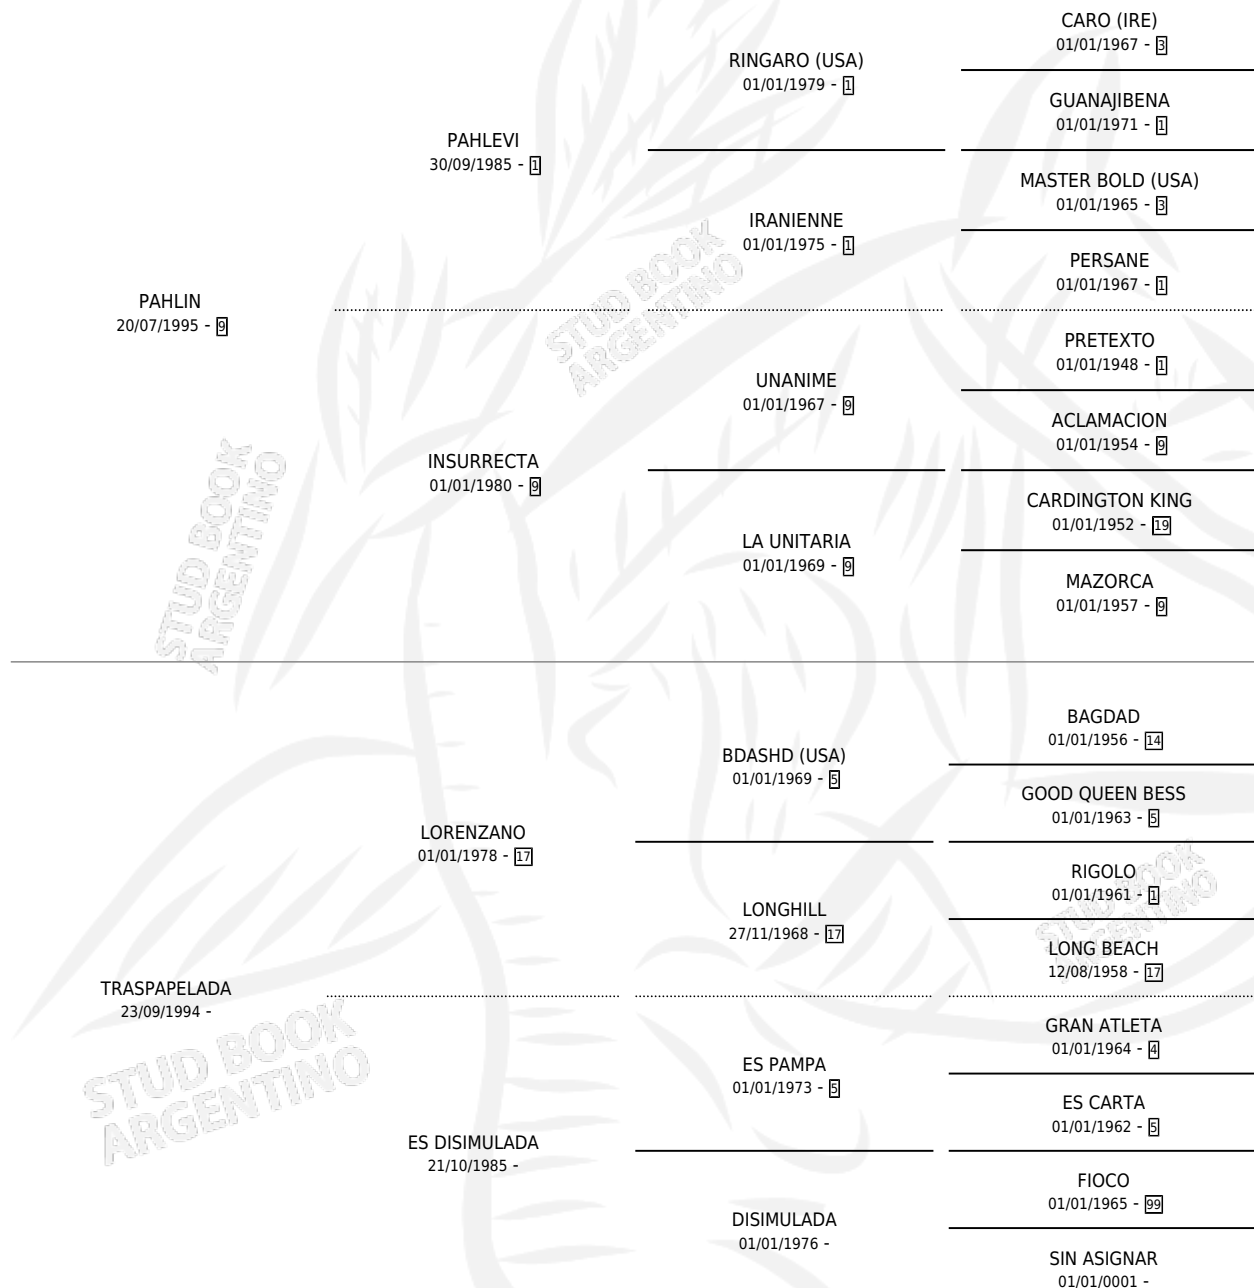 CARO (IRE)
01/01/1967 - 3
RINGARO (USA)
01/01/1979 - 1
GUANAJIBENA
01/01/1971 - 1
PAHLEVI
30/09/1985 - 1
MASTER BOLD (USA)
01/01/1965 - 3
IRANIENNE
01/01/1975 - 1
PERSANE
01/01/1967 - 1
PAHLIN
20/07/1995 - 9
STUD BOOK
ARGENTINO
PRETEXTO
01/01/1948 - 1
UNANIME
01/01/1967 - 9
ACLAMACION
01/01/1954 - 9
INSURRECTA
01/01/1980 - 9
CARDINGTON KING
01/01/1952 - 19
LA UNITARIA
01/01/1969 - 9
MAZORCA
01/01/1957 - 9
STUD BOOK
ARGENTINO
BAGDAD
01/01/1956 - 14
BDASHD (USA)
01/01/1969 - 5
GOOD QUEEN BESS
01/01/1963 - 5
LORENZANO
01/01/1978 - 17
RIGOLO
01/01/1961 - 1
LONGHILL
27/11/1968 - 17
STUD BOOK
ARGENTINO
LONG BEACH
12/08/1958 - 17
TRASPAPELADA
23/09/1994 -
STUD BOOK
ARGENTINO
GRAN ATLETA
01/01/1964 - 4
ES PAMPA
01/01/1973 - 5
ES CARTA
01/01/1962 - 5
ES DISIMULADA
21/10/1985 -
FIOCO
01/01/1965 - 99
DISIMULADA
01/01/1976 -
SIN ASIGNAR
01/01/0001 -